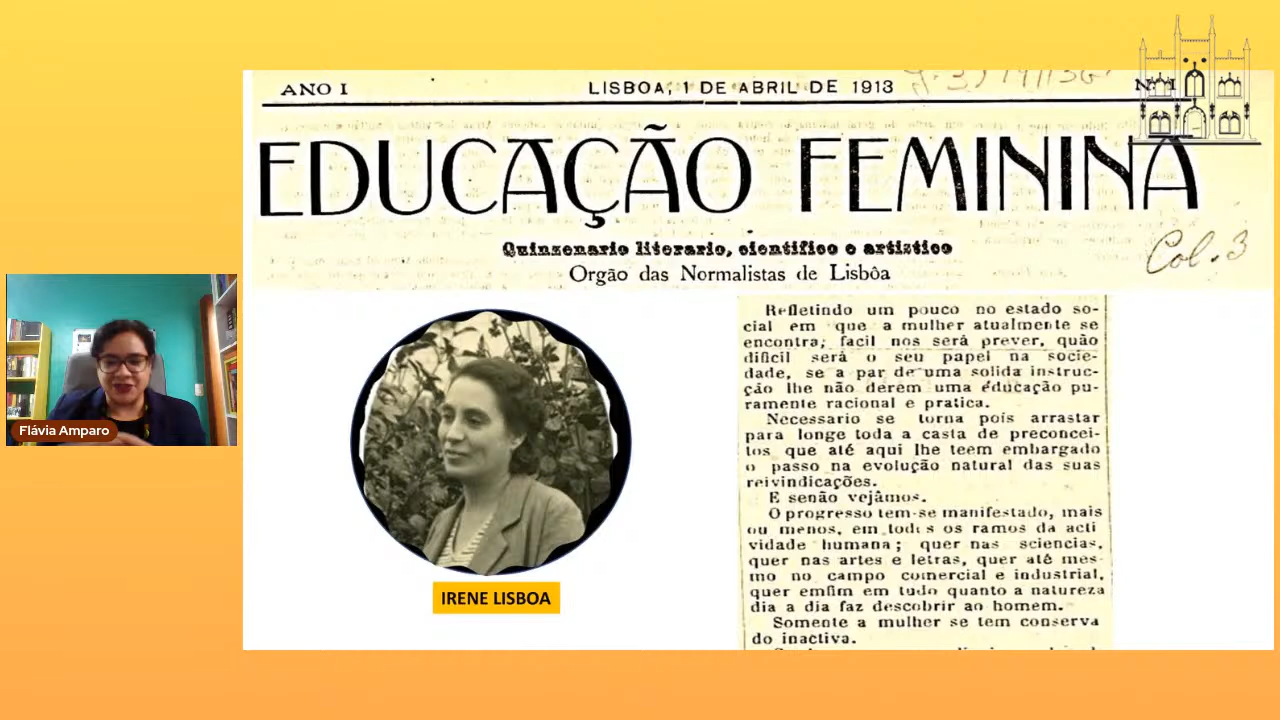 ANO I
LISBOA, 1 DE ABRIL DE 1913
EDUCAÇÃO FEMININA
Quinzenario literario, cientifico e artistico
Orgão das Normalistas de Lisbôa
Col. 3
Flávia Amparo
IRENE LISBOA
Refletindo um pouco no estado so-
cial em que a mulher atualmente se
encontra, facil nos será prever, quão
dificil será o seu papel na socie-
dade, se a par de uma solida instruc-
ção lhe não derem uma éducação pu-
ramente racional e pratica.
Necessario se torna pois arrastar
para longe toda a casta de preconcei-
tos que até aqui lhe teem embargado
o passo na evolução natural das suas
reivindicações.
E senão vejâmos.
O progresso tem-se manifestado, mais
ou menos, em todos os ramos da acti
vidade humana; quer nas sciencias,
quer nas artes e letras, quer até mes-
mo no campo comercial e industrial,
quer emfim em tudo quanto a natureza
dia a dia faz descobrir ao homem.
Somente a mulher se tem conserva
do inactiva.